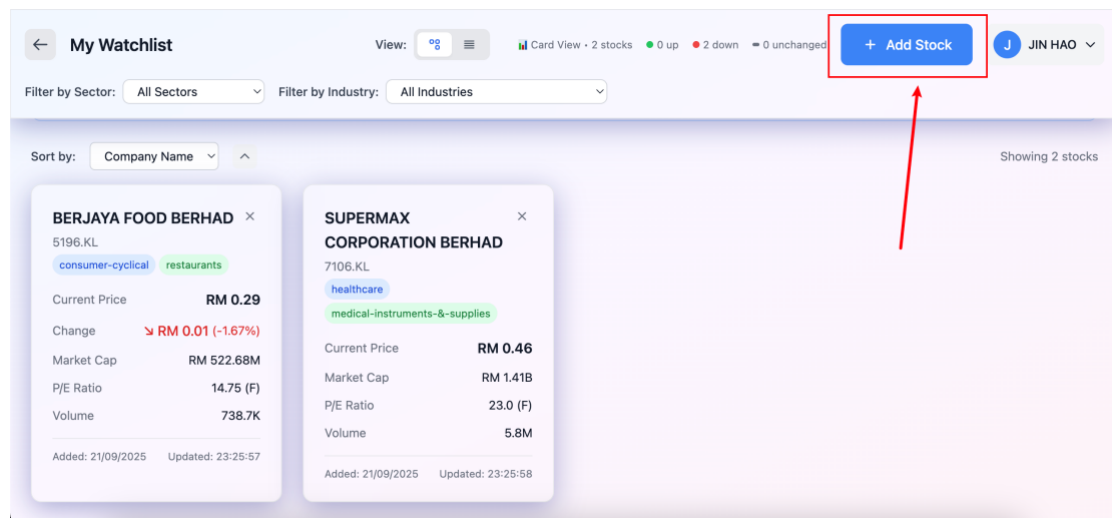 My Watchlist
View:
Card View • 2 stocks
0 up
2 down
0 unchanged
+ Add Stock
J
JIN HAO
Filter by Sector:
All Sectors
Filter by Industry:
All Industries
Sort by:
Company Name
Showing 2 stocks
BERJAYA FOOD BERHAD ×
5196.KL
consumer-cyclical restaurants
Current Price RM 0.29
Change ↘ RM 0.01 (-1.67%)
Market Cap RM 522.68M
P/E Ratio 14.75 (F)
Volume 738.7K
Added: 21/09/2025 Updated: 23:25:57
SUPERMAX ×
CORPORATION BERHAD
7106.KL
healthcare
medical-instruments-&-supplies
Current Price RM 0.46
Market Cap RM 1.41B
P/E Ratio 23.0 (F)
Volume 5.8M
Added: 21/09/2025 Updated: 23:25:58